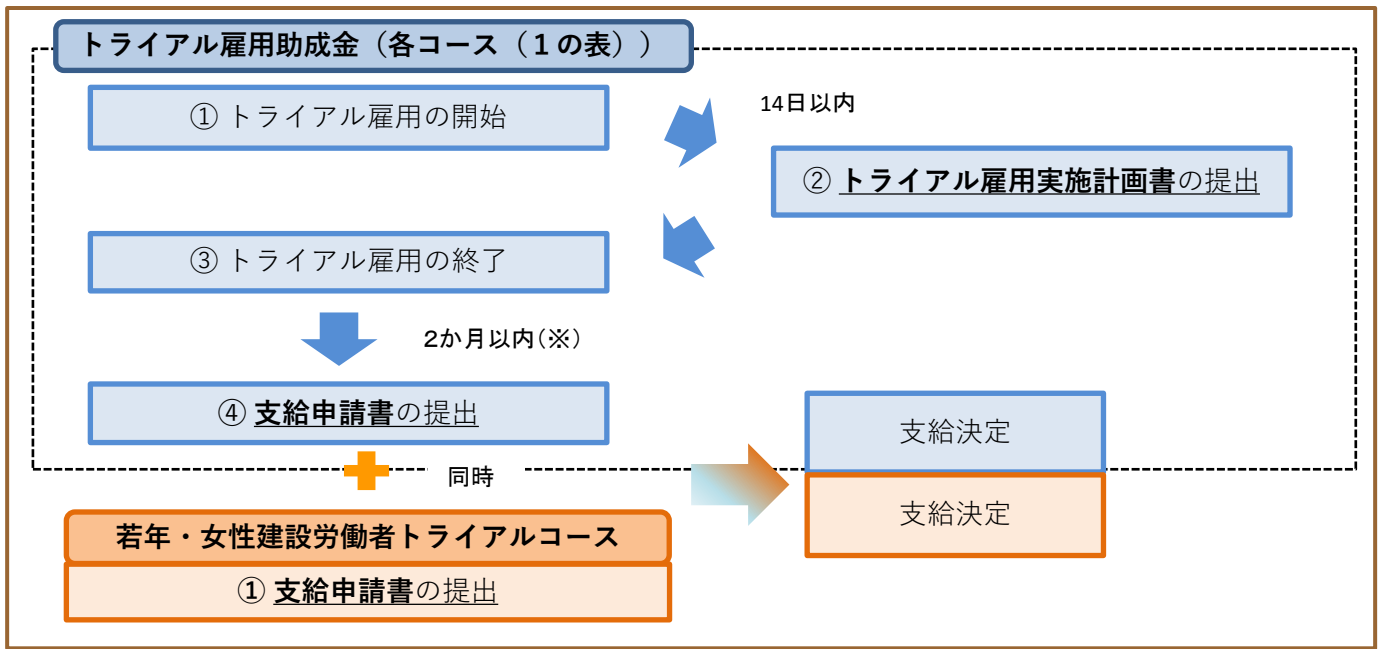 トライアル雇用助成金（各コース（１の表））
① トライアル雇用の開始
14日以内
② トライアル雇用実施計画書の提出
③ トライアル雇用の終了
２か月以内（※）
④ 支給申請書の提出
支給決定
同時
支給決定
若年・女性建設労働者トライアルコース
① 支給申請書の提出